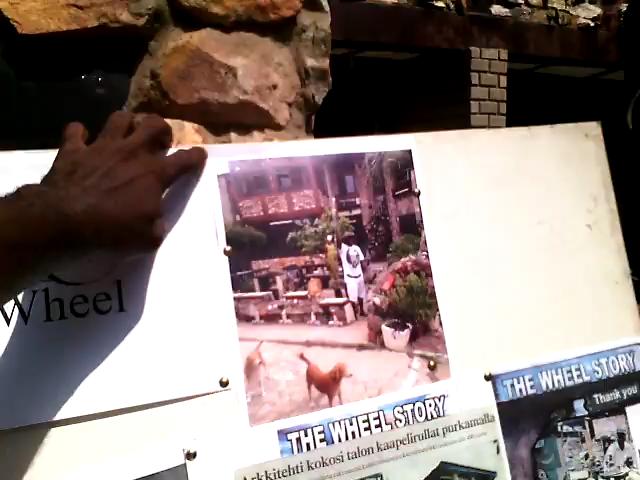 Wheel
THE WHEEL STORY
Arkkitehti kokosi talon kaapelirullat purkamalla
THE WHEEL STORY
Thank you